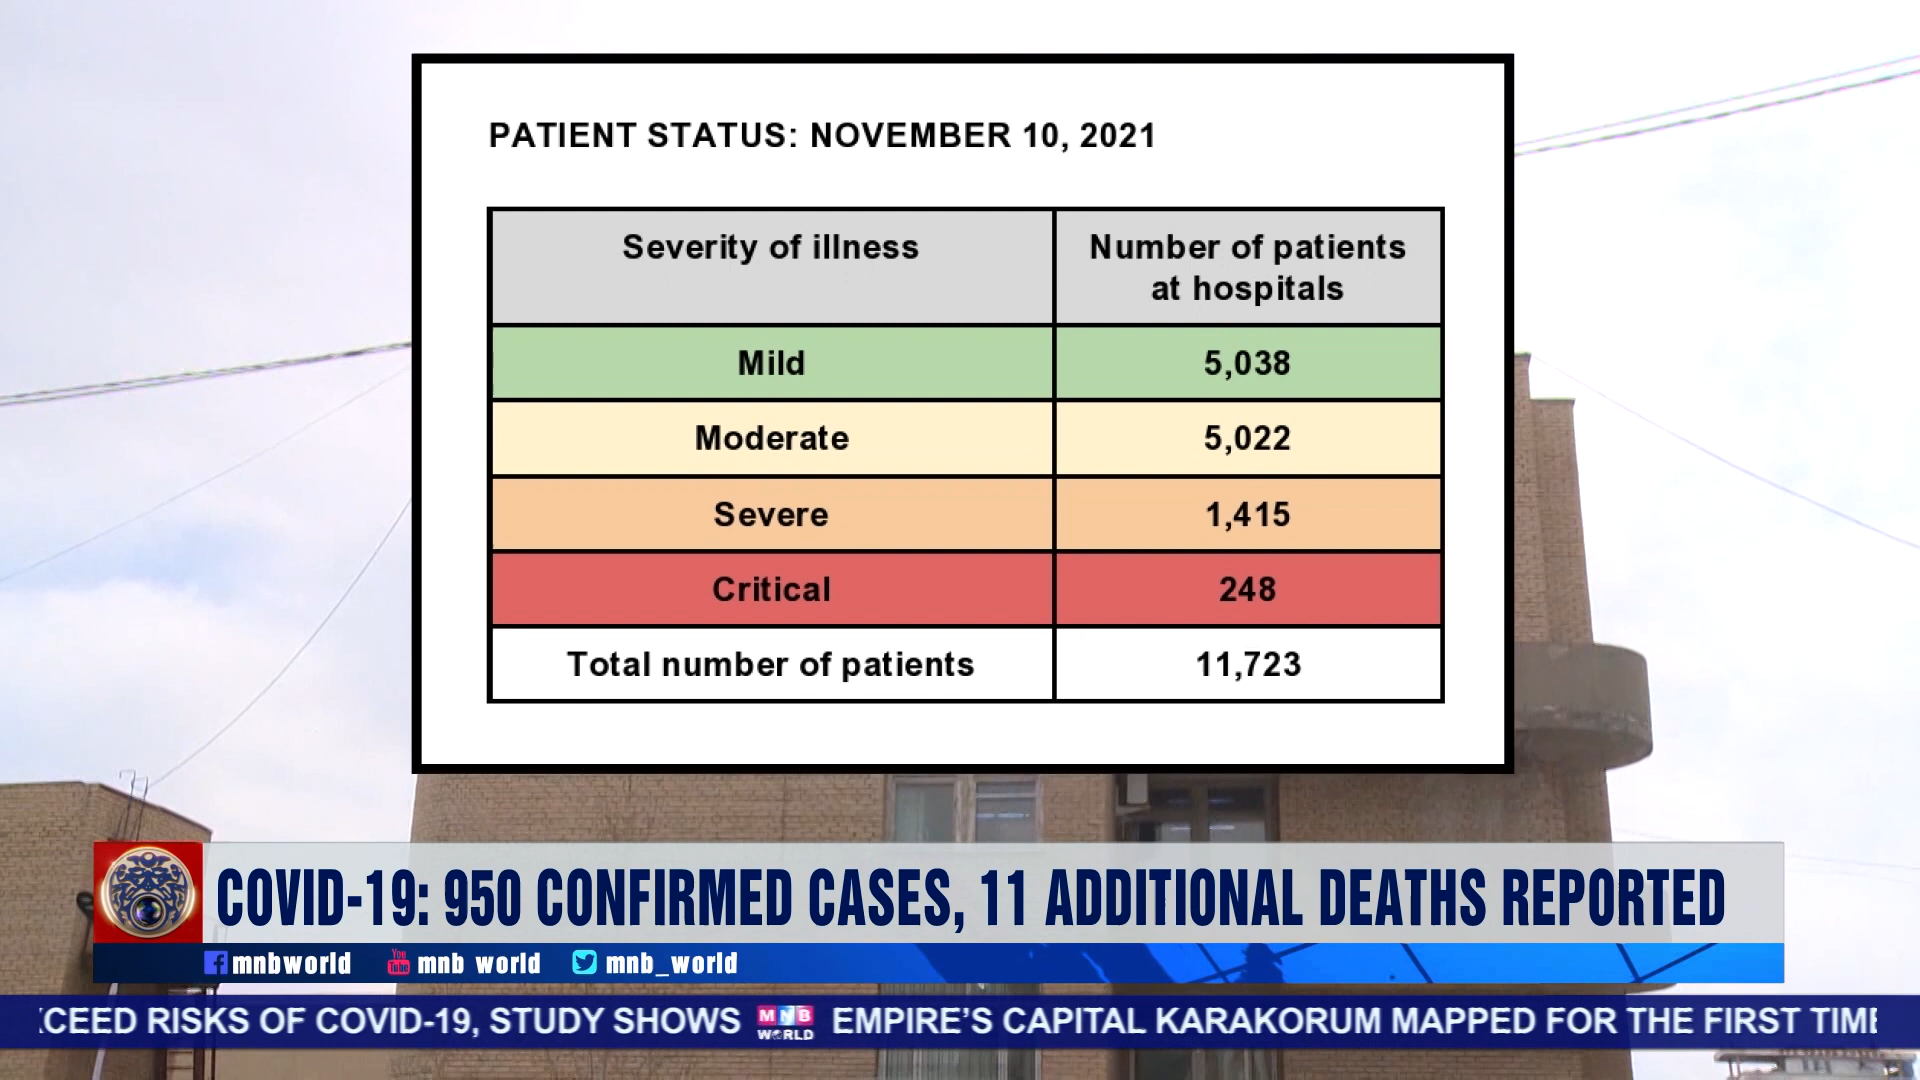 PATIENT STATUS: NOVEMBER 10, 2021
Severity of illness
Number of patients
at hospitals
Mild 5,038
Moderate 5,022
Severe 1,415
Critical 248
Total number of patients 11,723
COVID-19: 950 CONFIRMED CASES, 11 ADDITIONAL DEATHS REPORTED
mnbworld You Tube mnb world mnb_world
CEED RISKS OF COVID-19, STUDY SHOWS MNB WORLD EMPIRE'S CAPITAL KARAKORUM MAPPED FOR THE FIRST TIME